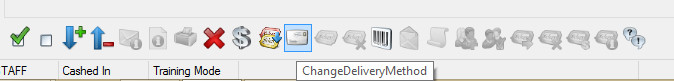 ChangeDeliveryMethod
TAFF Cashed In Training Mode